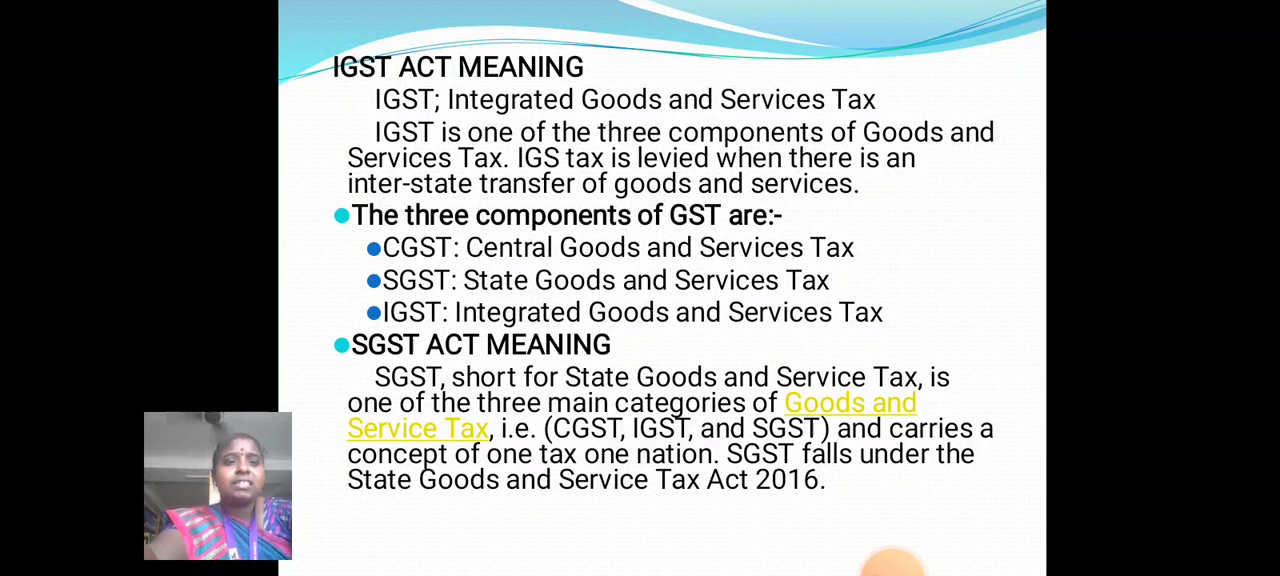 IGST ACT MEANING
IGST; Integrated Goods and Services Tax
IGST is one of the three components of Goods and
Services Tax. IGS tax is levied when there is an
inter-state transfer of goods and services.
The three components of GST are:-
CGST: Central Goods and Services Tax
SGST: State Goods and Services Tax
IGST: Integrated Goods and Services Tax
SGST ACT MEANING
SGST, short for State Goods and Service Tax, is
one of the three main categories of Goods and
Service Tax, i.e. (CGST, IGST, and SGST) and carries a
concept of one tax one nation. SGST falls under the
State Goods and Service Tax Act 2016.